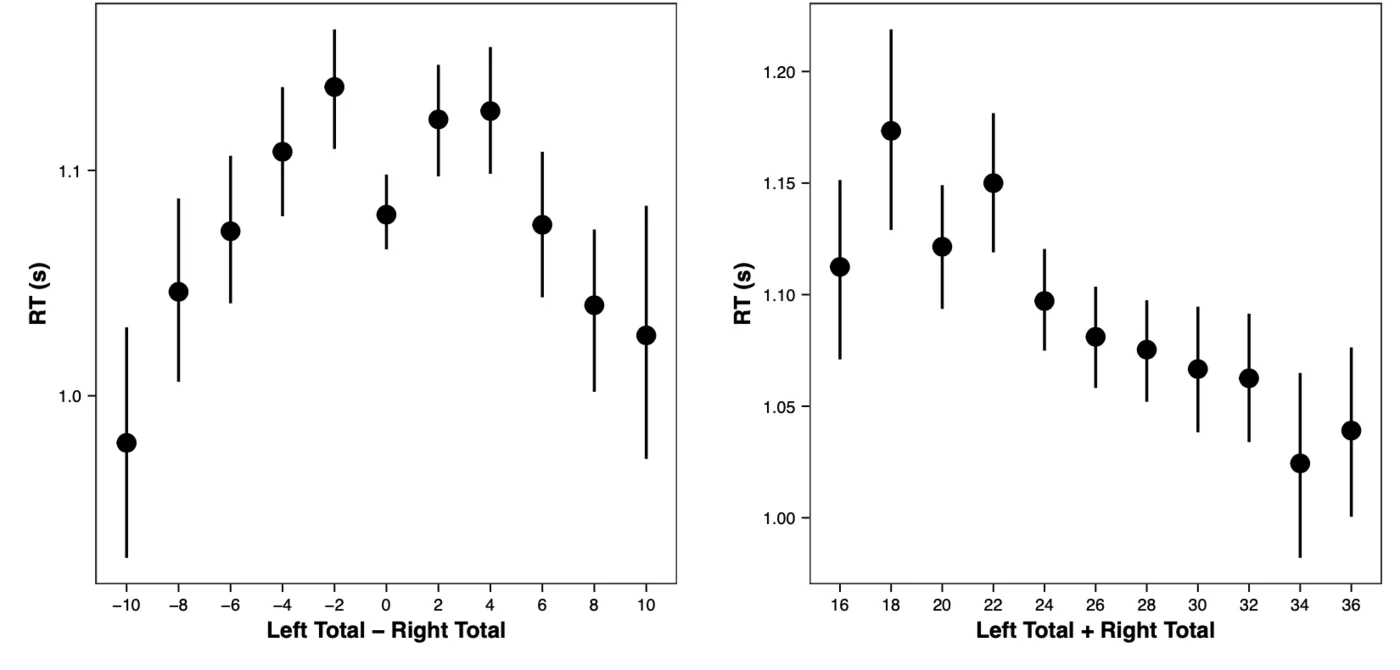 RT (s)
1.1
1.0
−10 −8 −6 −4 −2 0 2 4 6 8 10
Left Total − Right Total
RT (s)
1.20
1.15
1.10
1.05
1.00
16 18 20 22 24 26 28 30 32 34 36
Left Total + Right Total